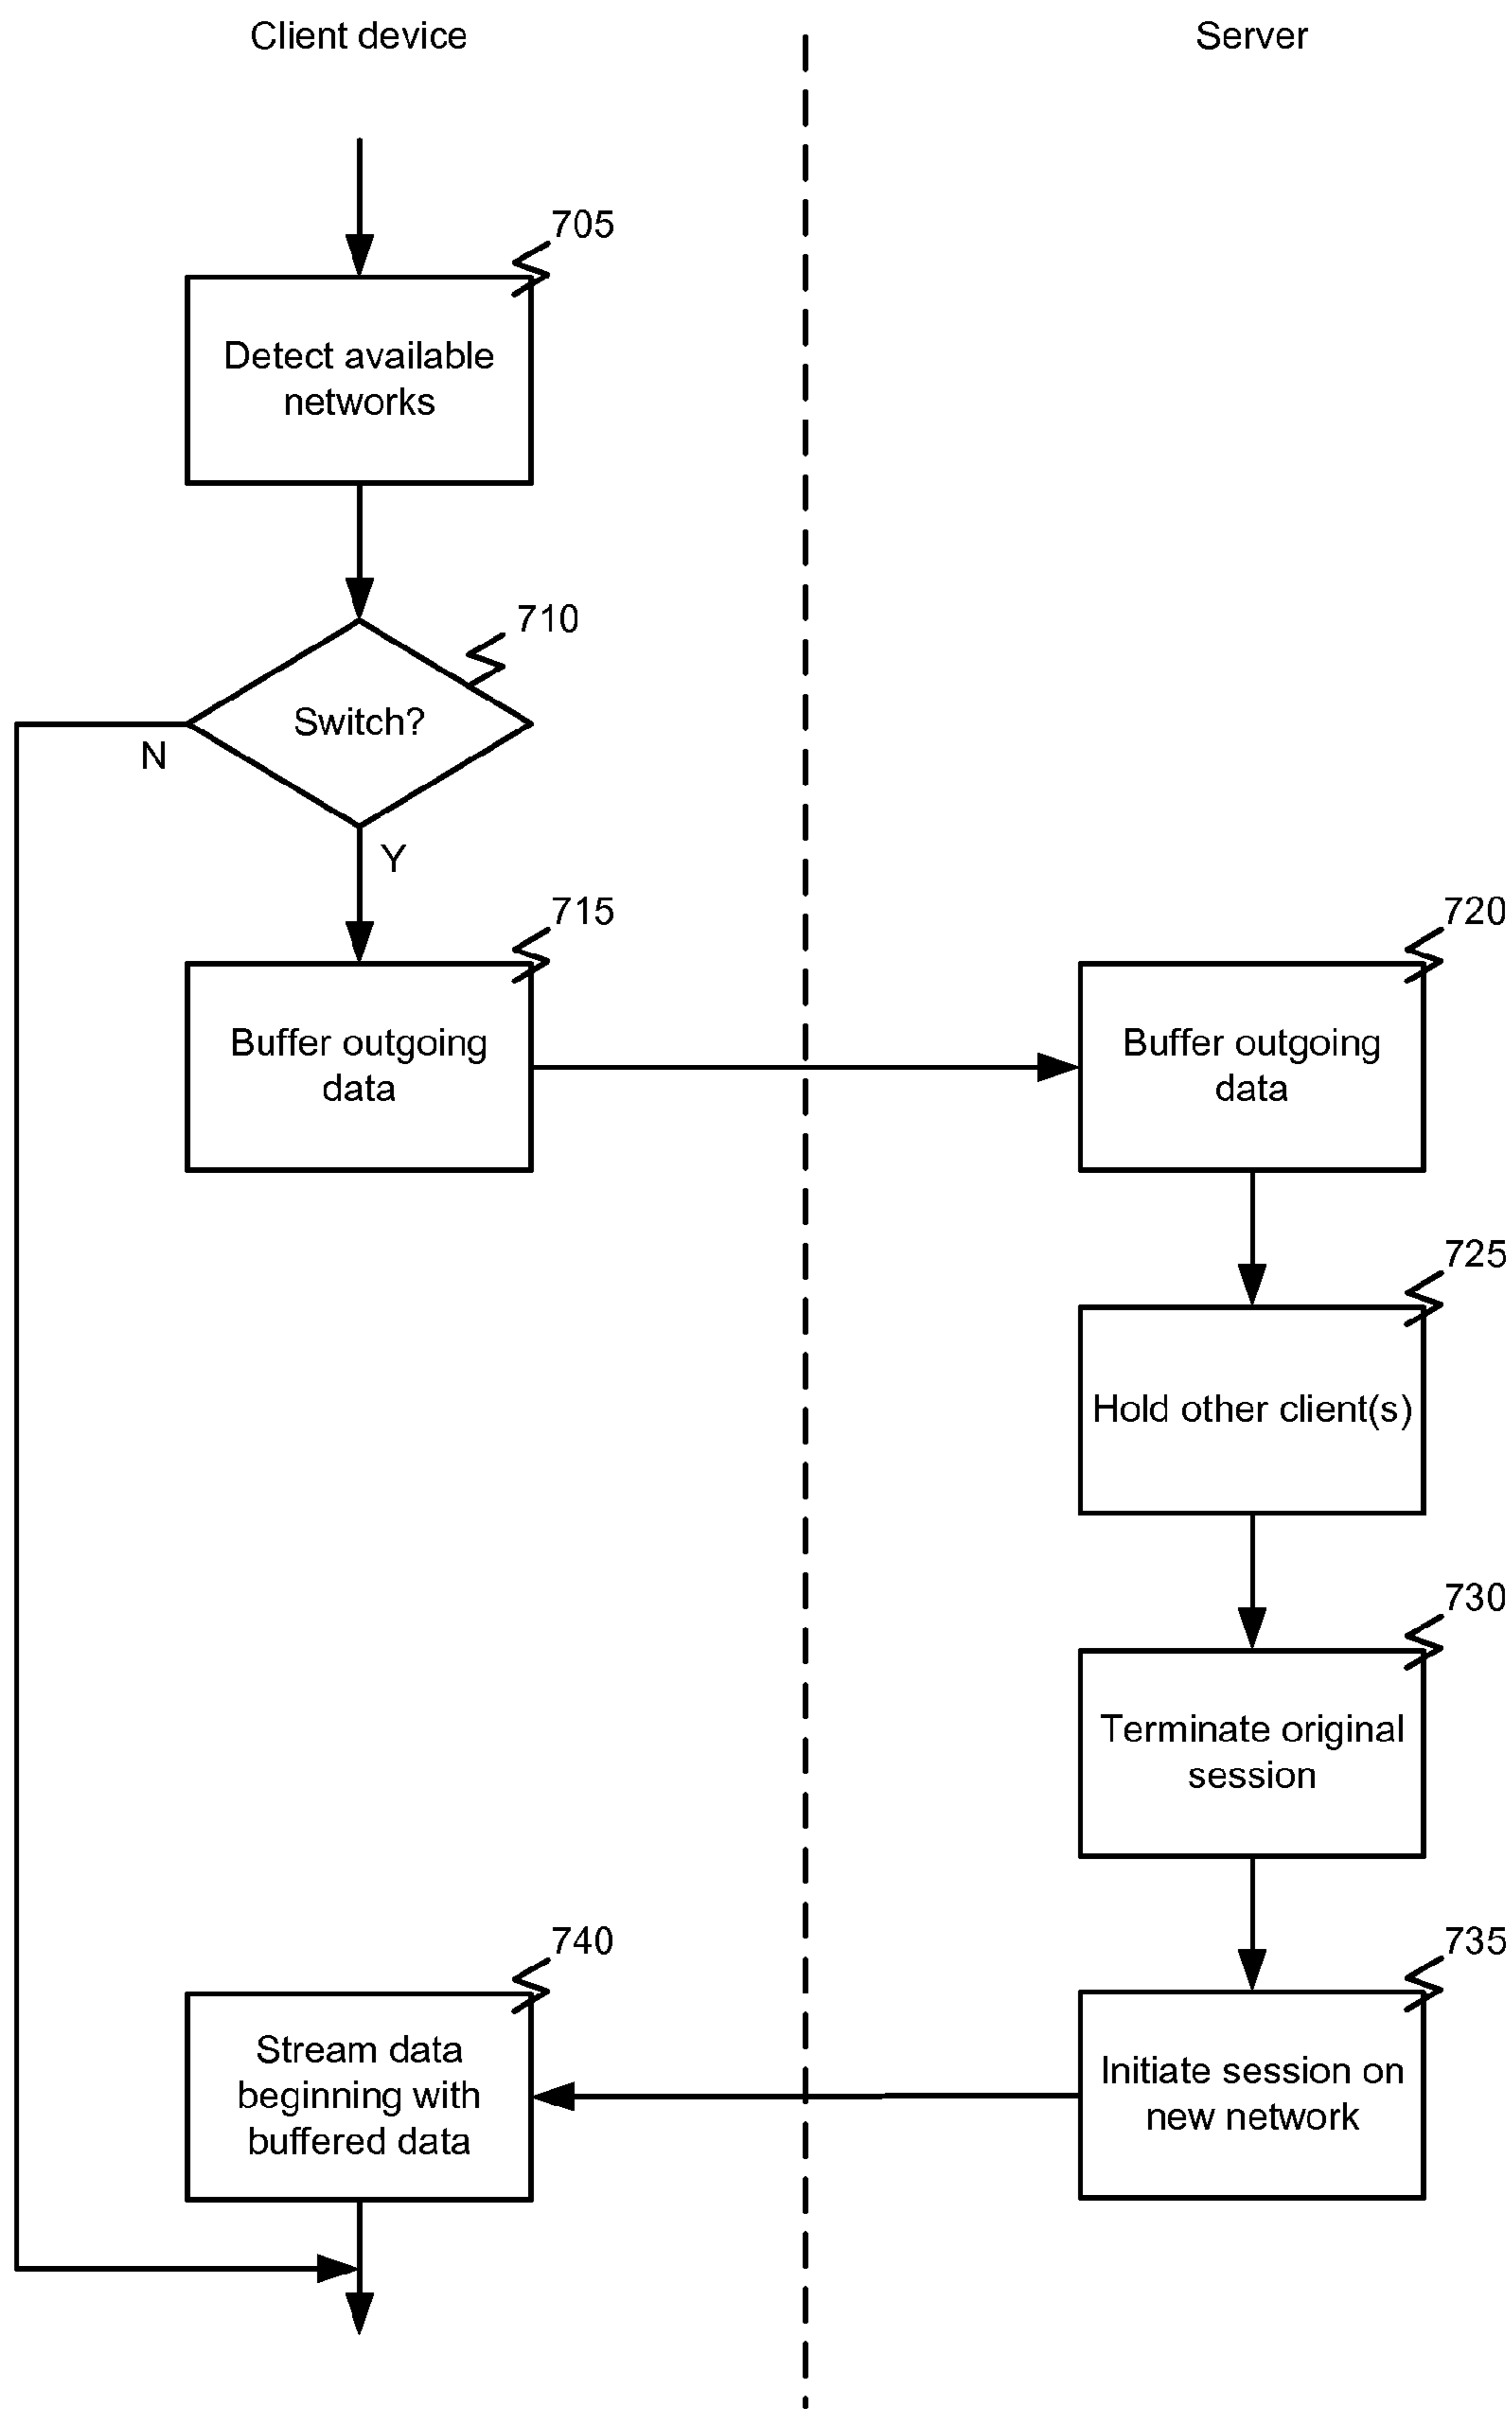 Client device
Server
705
Detect available
networks
710
Switch?
N
Y
715
Buffer outgoing
data
720
Buffer outgoing
data
725
Hold other client(s)
730
Terminate original
session
735
Initiate session on
new network
740
Stream data
beginning with
buffered data